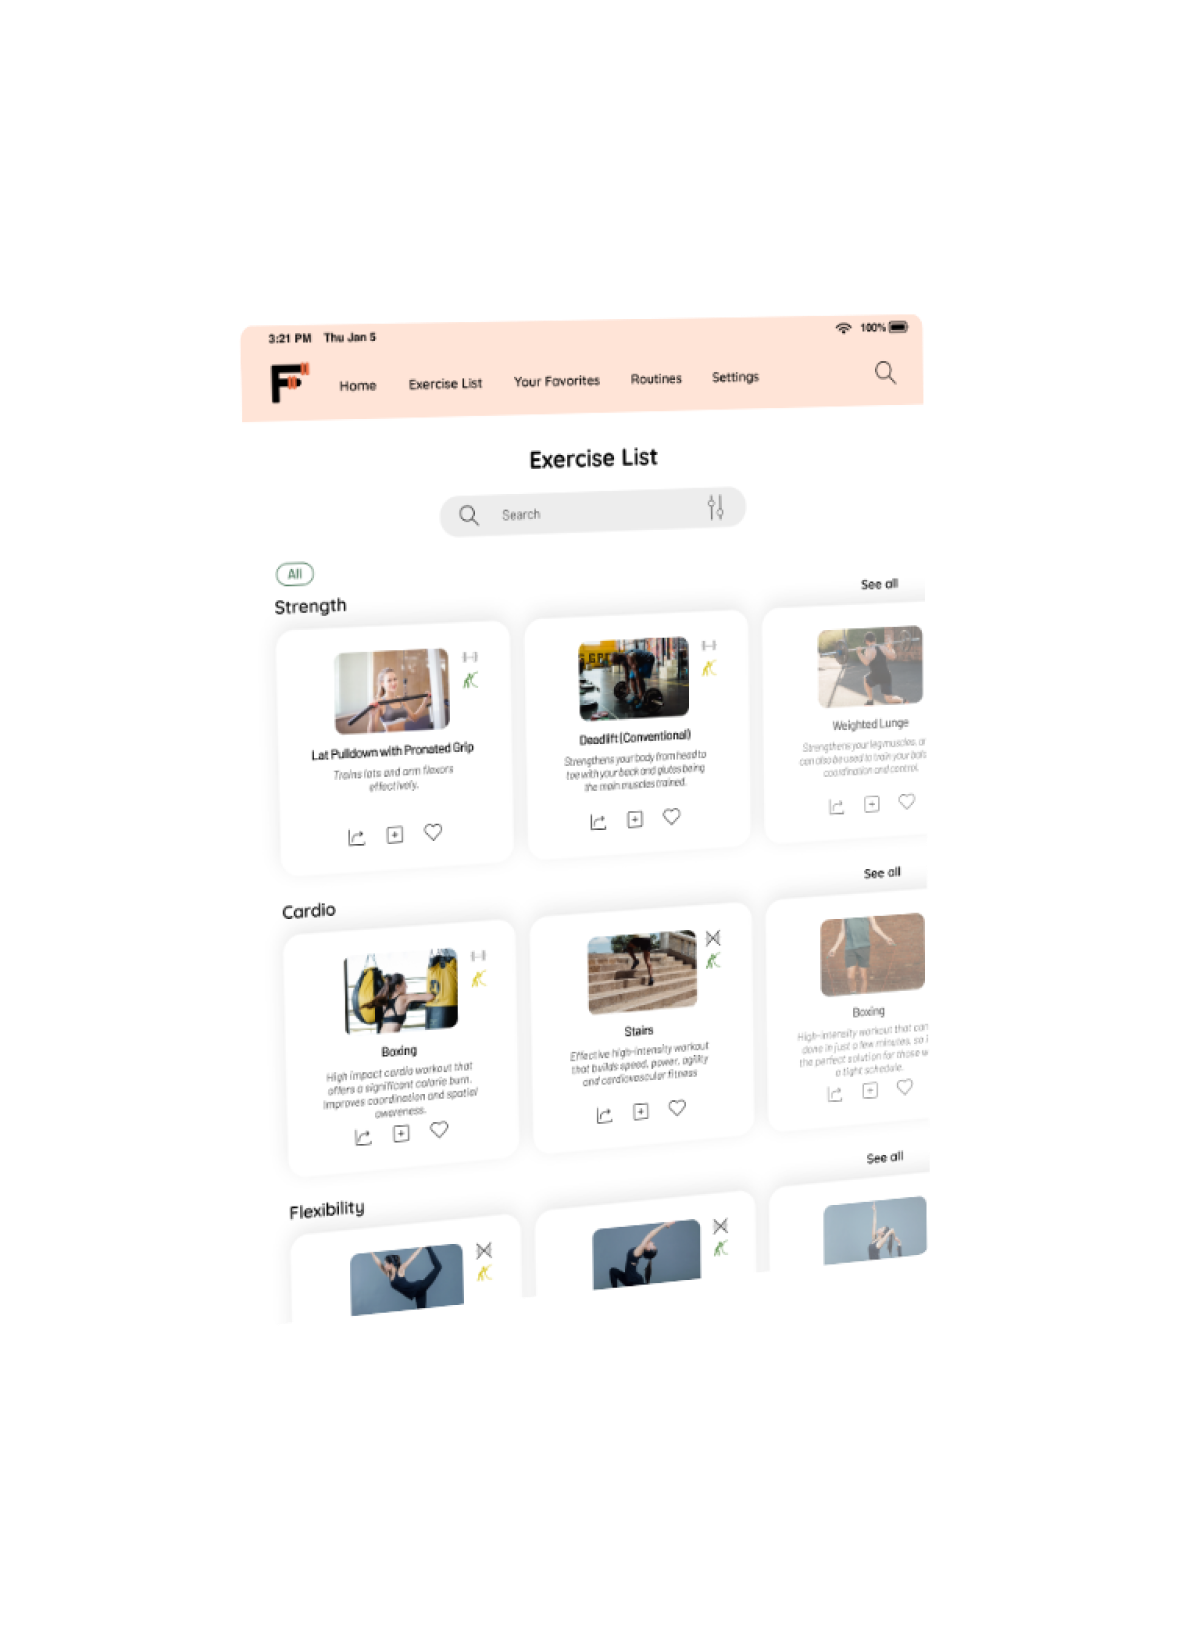 3:21 PM Thu Jan 5
100%
Home Exercise List Your Favorites Routines Settings
Exercise List
Search
All
Strength
See all
Lat Pulldown with Pronated Grip
Trains lats and arm flexors
effectively.
Deadlift (Conventional)
Strengthens your body from head to
toe with your back and glutes being
the main muscles trained.
Weighted Lunge
Strengthens your leg muscles,
can also be used to train your
coordination and control.
Cardio
See all
Boxing
High impact cardio workout that
offers a significant calorie burn.
Improves coordination and spatial
awareness.
Stairs
Effective high-intensity workout
that builds speed, power, agility
and cardiovascular fitness
Boxing
High-intensity workout that can
done in just a few minutes, so
the perfect solution for those
a tight schedule.
Flexibility
See all